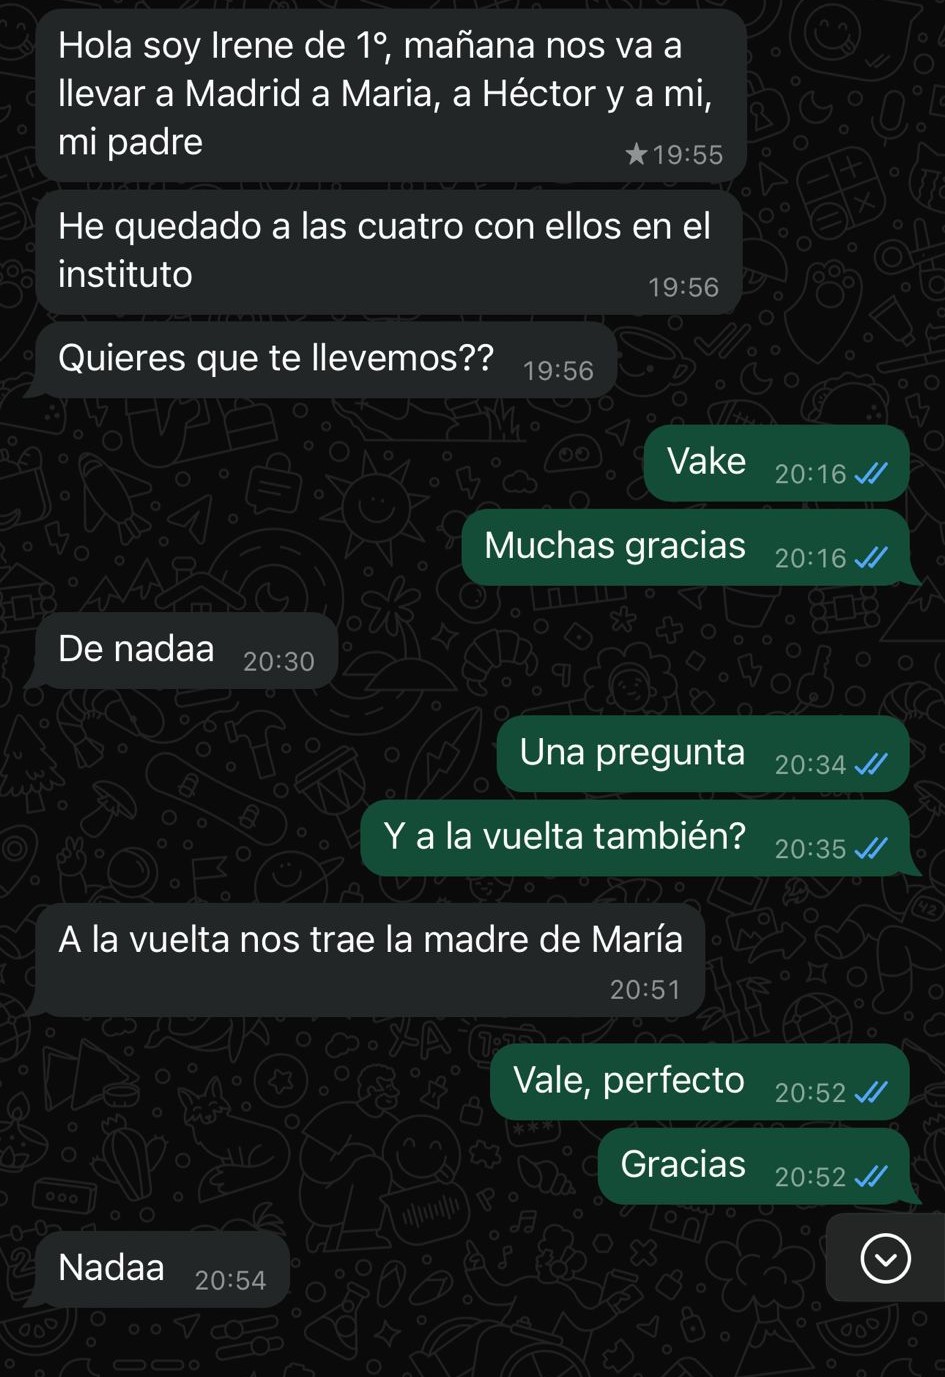 Hola soy Irene de 1º, mañana nos va a
llevar a Madrid a Maria, a Héctor y a mi,
mi padre
★ 19:55
He quedado a las cuatro con ellos en el
instituto
19:56
Quieres que te llevemos?? 19:56
Vake 20:16
Muchas gracias 20:16
De nadaa 20:30
Una pregunta 20:34
Y a la vuelta también? 20:35
A la vuelta nos trae la madre de María
20:51
Vale, perfecto 20:52
Gracias 20:52
Nadaa 20:54